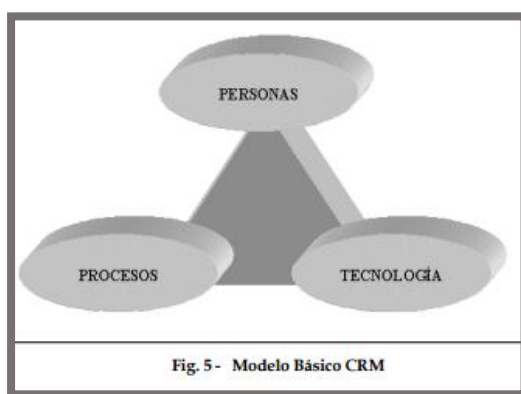 PERSONAS
PROCESOS
TECNOLOGÍA
Fig. 5 - Modelo Básico CRM